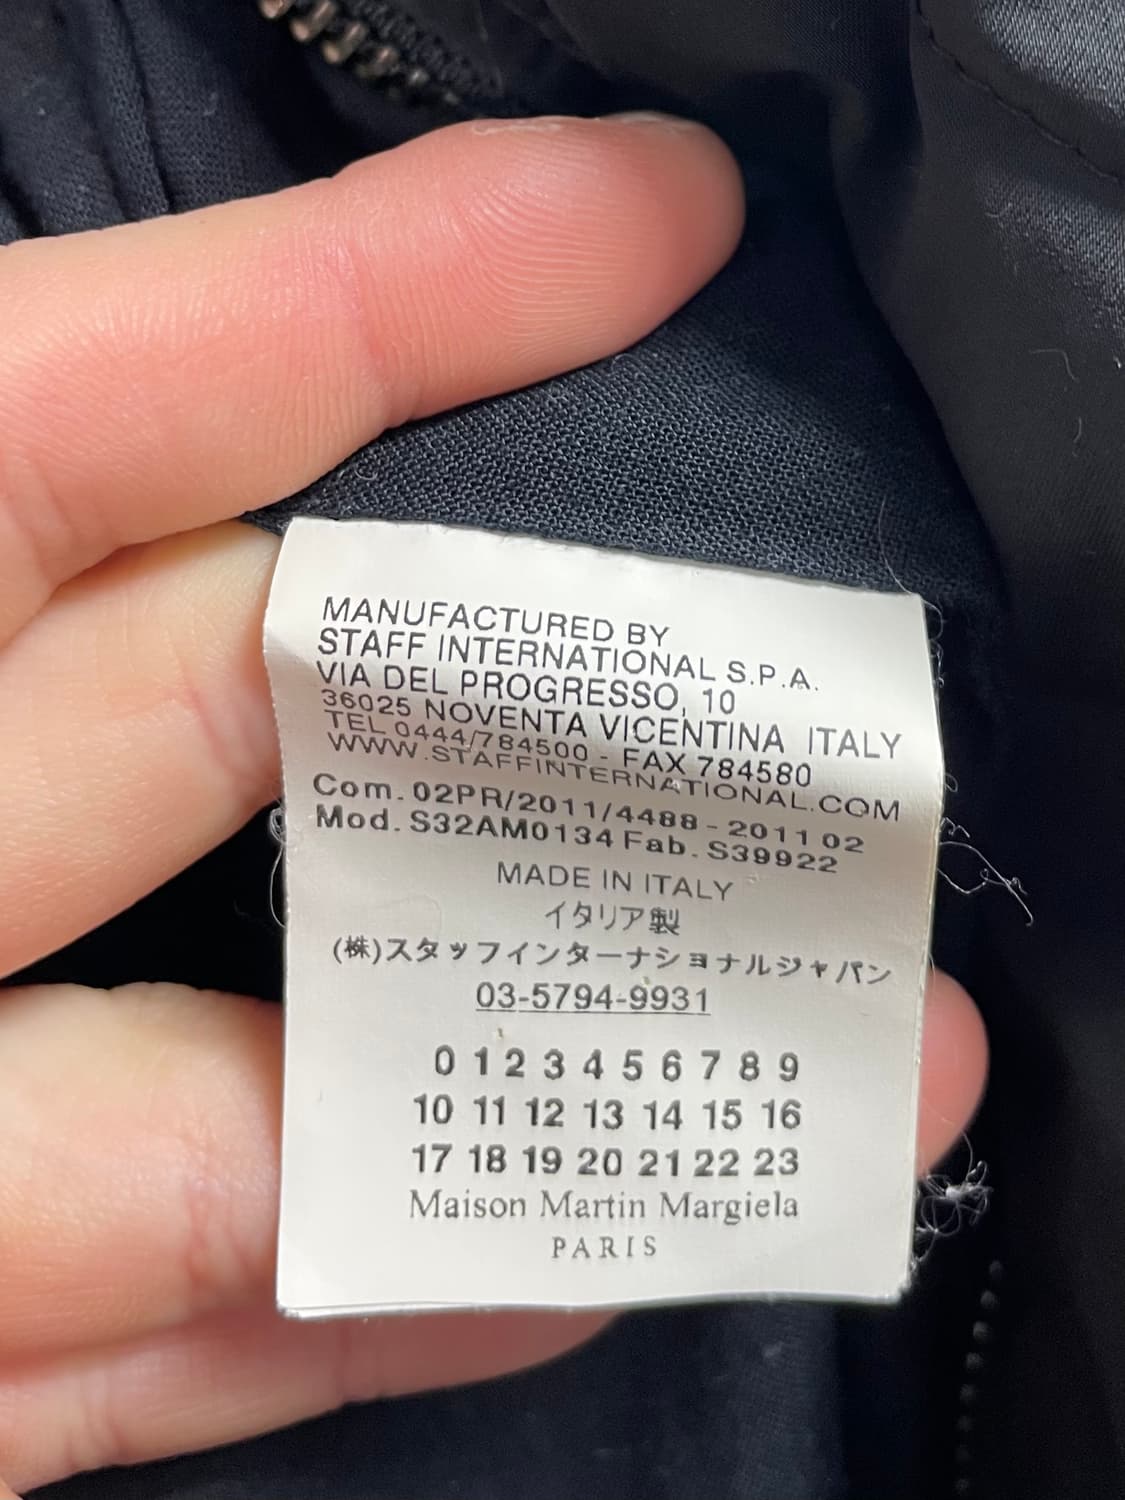 MANUFACTURED BY
STAFF INTERNATIONAL S.P.A.
VIA DEL PROGRESSO, 10
36025 NOVENTA VICENTINA ITALY
TEL 0444/784500 - FAX 784580
WWW.STAFFINTERNATIONAL.COM
Com. 02PR/2011/4488 - 2011 02
Mod. S32AM0134 Fab. S39922
MADE IN ITALY
イタリア製
(株)スタッフインターナショナルジャパン
03-5794-9931
0 1 2 3 4 5 6 7 8 9
10 11 12 13 14 15 16
17 18 19 20 21 22 23
Maison Martin Margiela
PARIS